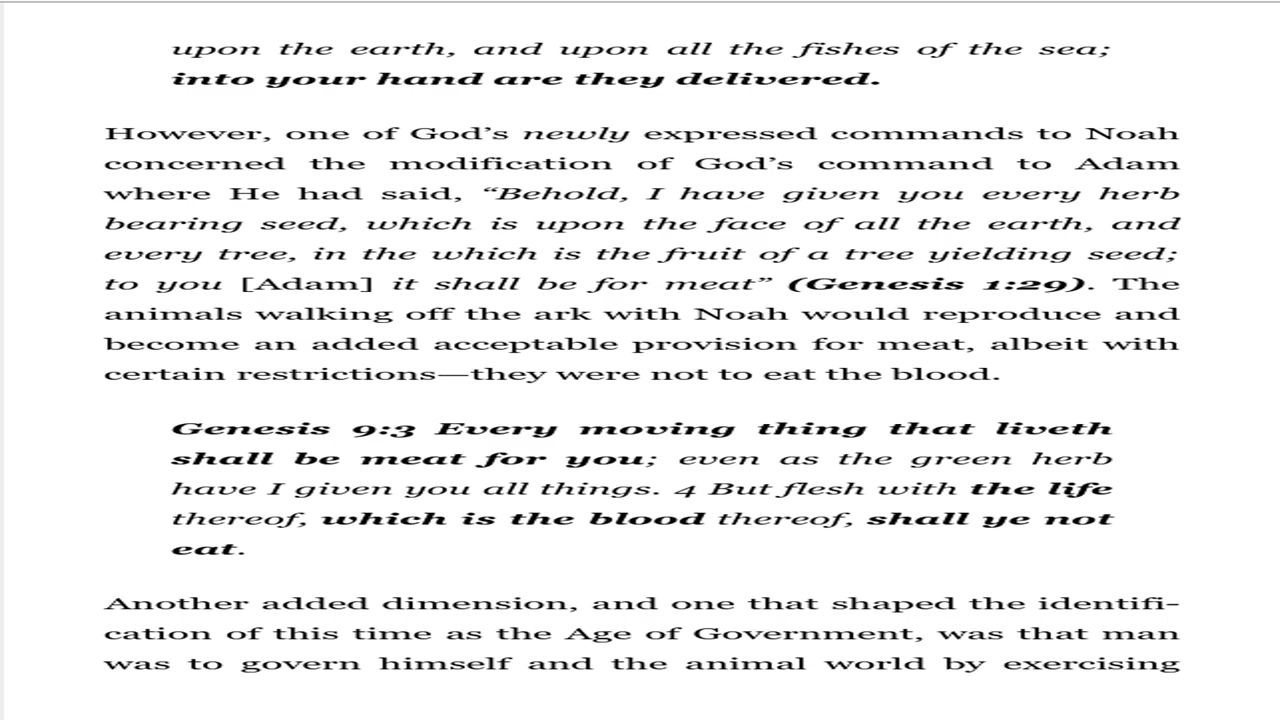 upon the earth, and upon all the fishes of the sea;
into your hand are they delivered.
However, one of God’s newly expressed commands to Noah
concerned the modification of God’s command to Adam
where He had said, “Behold, I have given you every herb
bearing seed, which is upon the face of all the earth, and
every tree, in the which is the fruit of a tree yielding seed;
to you [Adam] it shall be for meat” (Genesis 1:29). The
animals walking off the ark with Noah would reproduce and
become an added acceptable provision for meat, albeit with
certain restrictions—they were not to eat the blood.
Genesis 9:3 Every moving thing that liveth
shall be meat for you; even as the green herb
have I given you all things. 4 But flesh with the life
thereof, which is the blood thereof, shall ye not
eat.
Another added dimension, and one that shaped the identifi-
cation of this time as the Age of Government, was that man
was to govern himself and the animal world by exercising